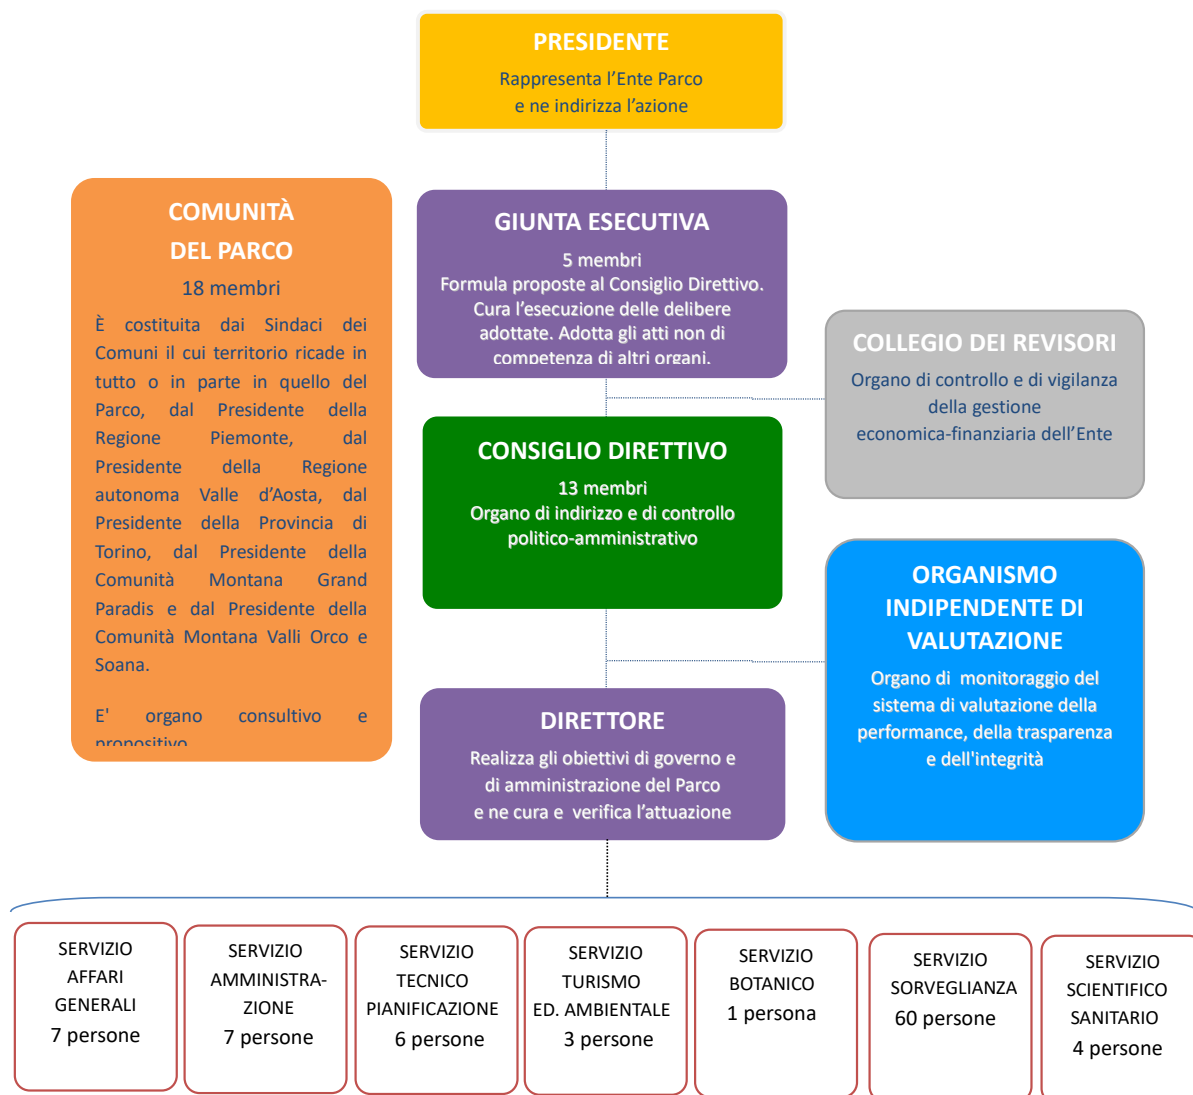 PRESIDENTE
Rappresenta l'Ente Parco
e ne indirizza l'azione
COMUNITÀ
DEL PARCO
18 membri
È costituita dai Sindaci dei
Comuni il cui territorio ricade in
tutto o in parte in quello del
Parco, dal Presidente della
Regione Piemonte, dal
Presidente della Regione
autonoma Valle d'Aosta, dal
Presidente della Provincia di
Torino, dal Presidente della
Comunità Montana Grand
Paradis e dal Presidente della
Comunità Montana Valli Orco e
Soana.
E' organo consultivo e
propositivo
GIUNTA ESECUTIVA
5 membri
Formula proposte al Consiglio Direttivo.
Cura l'esecuzione delle delibere
adottate. Adotta gli atti non di
competenza di altri organi.
COLLEGIO DEI REVISORI
Organo di controllo e di vigilanza
della gestione
economica-finanziaria dell'Ente
CONSIGLIO DIRETTIVO
13 membri
Organo di indirizzo e di controllo
politico-amministrativo
ORGANISMO
INDIPENDENTE DI
VALUTAZIONE
Organo di monitoraggio del
sistema di valutazione della
performance, della trasparenza
e dell'integrità
DIRETTORE
Realizza gli obiettivi di governo e
di amministrazione del Parco
e ne cura e verifica l'attuazione
SERVIZIO
AFFARI
GENERALI
7 persone
SERVIZIO
AMMINISTRA-
ZIONE
7 persone
SERVIZIO
TECNICO
PIANIFICAZIONE
6 persone
SERVIZIO
TURISMO
ED. AMBIENTALE
3 persone
SERVIZIO
BOTANICO
1 persona
SERVIZIO
SORVEGLIANZA
60 persone
SERVIZIO
SCIENTIFICO
SANITARIO
4 persone